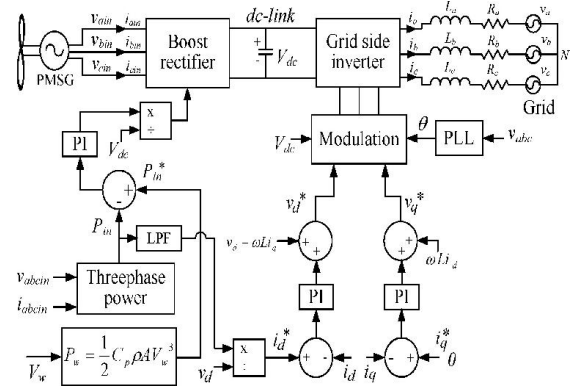 v_ain i_ain
v_bin i_bin
v_cin i_cin
PMSG
Boost rectifier
dc-link
V_dc
Grid side inverter
i_a L_a R_a v_a
i_b L_b R_b v_b
i_c L_c R_c v_c
N
Grid
x
÷
PI
V_dc
V_dc
Modulation
θ
PLL
v_abc
P_in*
-
+
P_in
LPF
v_d*
v_q*
+
+
+
+
ωLi_d
v_abcin
i_abcin
Threephase power
PI
PI
V_w
P_w = 1/2 C_p ρAV_w^3
x
÷
v_d
i_d*
+
-
i_d
i_q
-
+
i_q*
θ